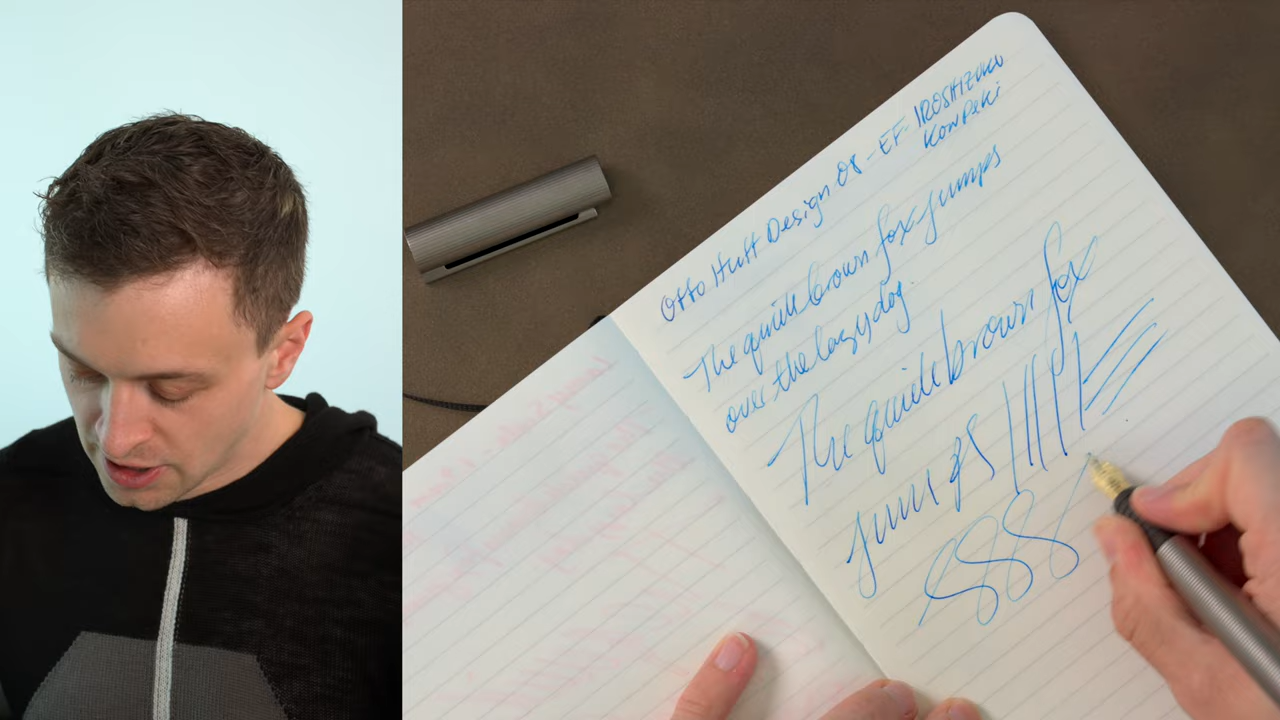 Otto Hutt Design 08 - EF - IROSHIZUKU
Kon Peki
The quick brown fox jumps
over the lazy dog.
The quick brown fox
jumps